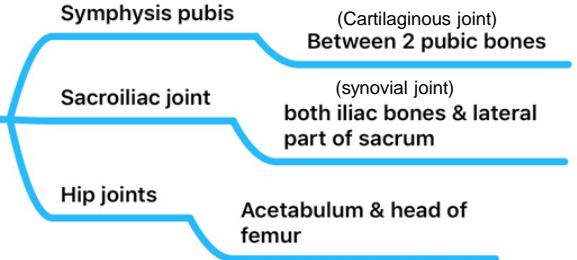 Symphysis pubis
(Cartilaginous joint)
Between 2 pubic bones
Sacroiliac joint
(synovial joint)
both iliac bones & lateral
part of sacrum
Hip joints
Acetabulum & head of
femur